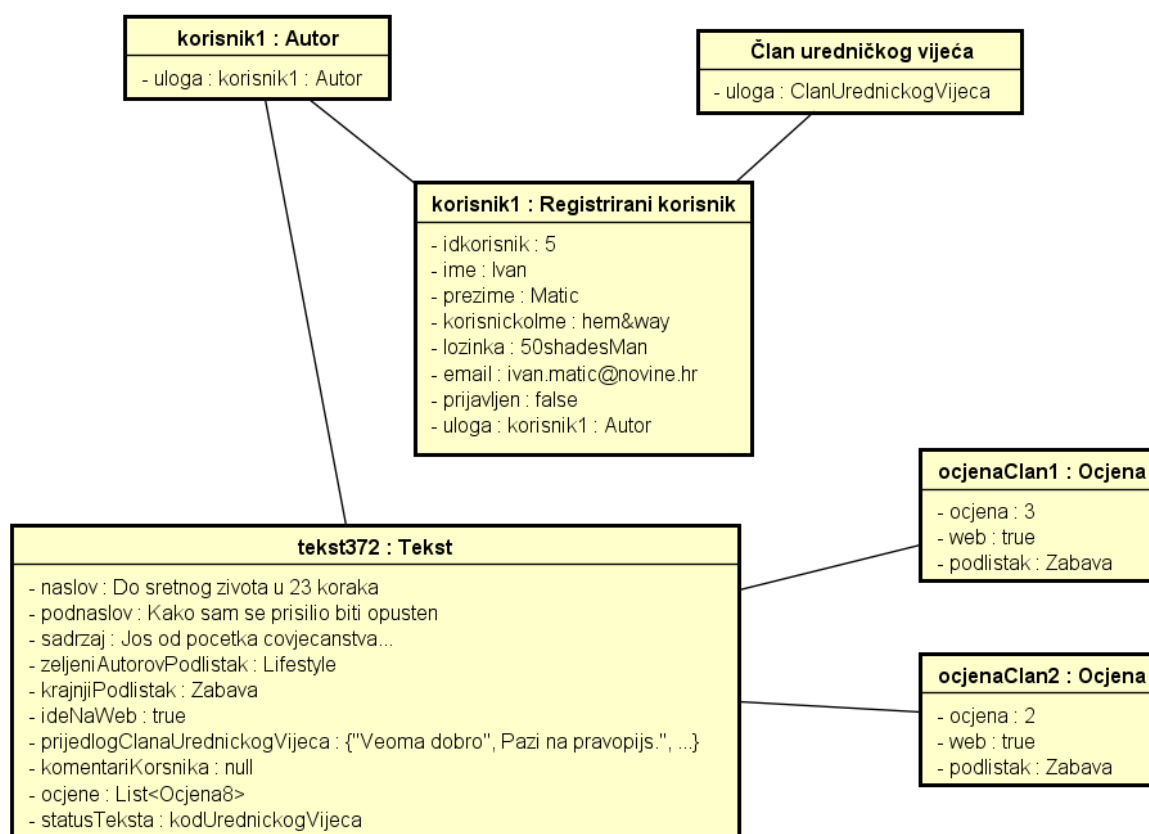 korisnik1 : Autor
- uloga : korisnik1 : Autor
Član uredničkog vijeća
- uloga : ClanUrednickogVijeca
korisnik1 : Registrirani korisnik
- idkorisnik : 5
- ime : Ivan
- prezime : Matic
- korisnickoIme : hem&way
- lozinka : 50shadesMan
- email : ivan.matic@novine.hr
- prijavljen : false
- uloga : korisnik1 : Autor
ocjenaClan1 : Ocjena
- ocjena : 3
- web : true
- podlistak : Zabava
tekst372 : Tekst
- naslov : Do sretnog zivota u 23 koraka
- podnaslov : Kako sam se prisilio biti opusten
- sadrzaj : Jos od pocetka covjecanstva...
- zeljeniAutorovPodlistak : Lifestyle
- krajnjiPodlistak : Zabava
- ideNaWeb : true
- prijedlogClanaUrednickogVijeca : {"Veoma dobro", Pazi na pravopijs.", ...}
- komentariKorsnika : null
- ocjene : List<Ocjena8>
- statusTeksta : kodUrednickogVijeca
ocjenaClan2 : Ocjena
- ocjena : 2
- web : true
- podlistak : Zabava